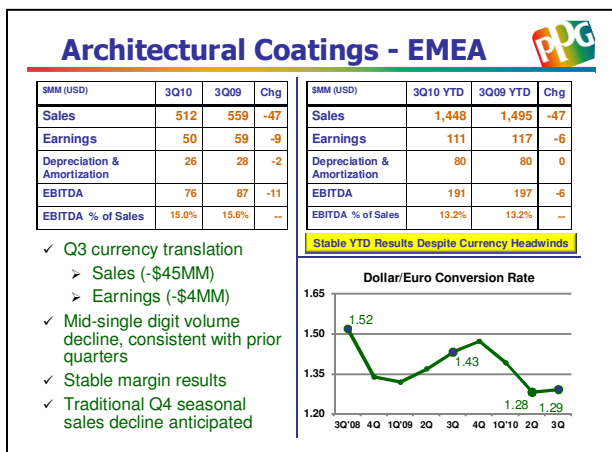 Architectural Coatings - EMEA
PPG
$MM (USD) 3Q10 3Q09 Chg
Sales 512 559 -47
Earnings 50 59 -9
Depreciation & Amortization 26 28 -2
EBITDA 76 87 -11
EBITDA % of Sales 15.0% 15.6% --
✓ Q3 currency translation
➢ Sales (-$45MM)
➢ Earnings (-$4MM)
✓ Mid-single digit volume
decline, consistent with prior
quarters
✓ Stable margin results
✓ Traditional Q4 seasonal
sales decline anticipated
$MM (USD) 3Q10 YTD 3Q09 YTD Chg
Sales 1,448 1,495 -47
Earnings 111 117 -6
Depreciation & Amortization 80 80 0
EBITDA 191 197 -6
EBITDA % of Sales 13.2% 13.2% --
Stable YTD Results Despite Currency Headwinds
Dollar/Euro Conversion Rate
1.65
1.50
1.35
1.20
1.52
1.43
1.28 1.29
3Q'08 4Q 1Q'09 2Q 3Q 4Q 1Q'10 2Q 3Q